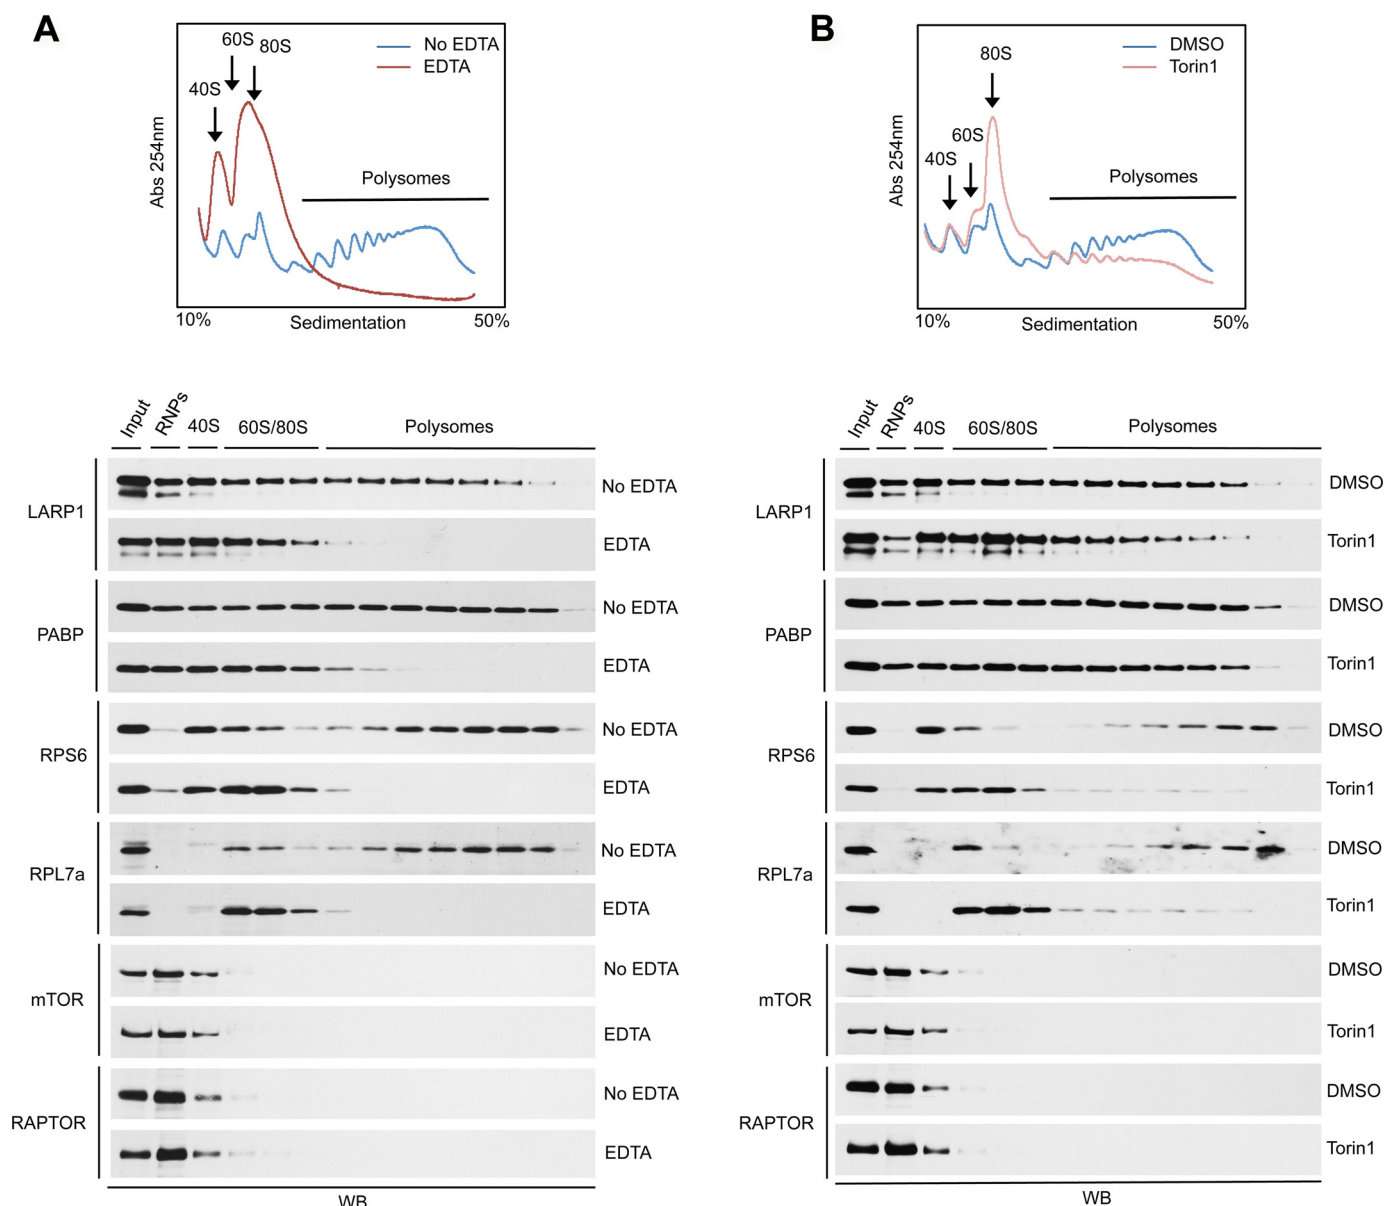 A
60S
80S
40S
No EDTA
EDTA
Polysomes
Abs 254nm
10%
Sedimentation
50%
Input
RNPs
40S
60S/80S
Polysomes
LARP1
No EDTA
EDTA
PABP
No EDTA
EDTA
RPS6
No EDTA
EDTA
RPL7a
No EDTA
EDTA
mTOR
No EDTA
EDTA
RAPTOR
No EDTA
EDTA
WB
B
80S
60S
40S
DMSO
Torin1
Polysomes
Abs 254nm
10%
Sedimentation
50%
Input
RNPs
40S
60S/80S
Polysomes
LARP1
DMSO
Torin1
PABP
DMSO
Torin1
RPS6
DMSO
Torin1
RPL7a
DMSO
Torin1
mTOR
DMSO
Torin1
RAPTOR
DMSO
Torin1
WB